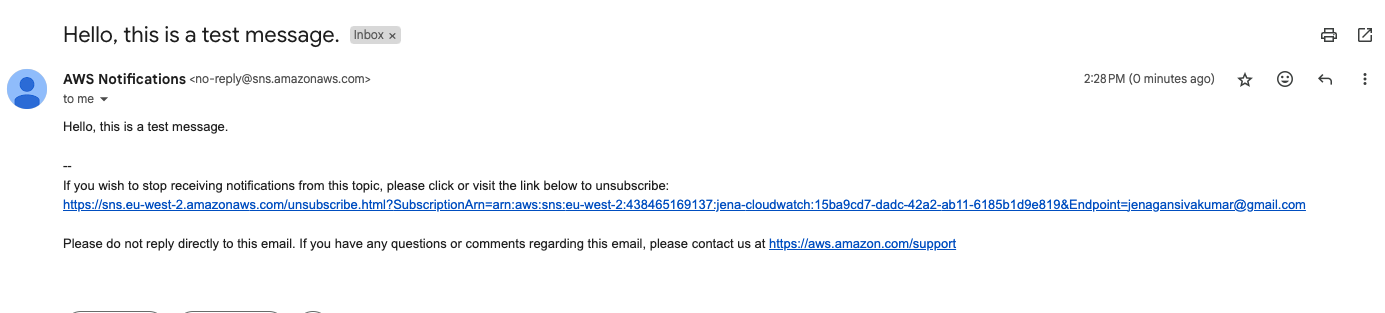 Hello, this is a test message. Inbox ×
AWS Notifications <no-reply@sns.amazonaws.com> 2:28 PM (0 minutes ago)
to me
Hello, this is a test message.
--
If you wish to stop receiving notifications from this topic, please click or visit the link below to unsubscribe:
https://sns.eu-west-2.amazonaws.com/unsubscribe.html?SubscriptionArn=arn:aws:sns:eu-west-2:438465169137:jena-cloudwatch:15ba9cd7-dadc-42a2-ab11-6185b1d9e819&Endpoint=jenagansivakumar@gmail.com
Please do not reply directly to this email. If you have any questions or comments regarding this email, please contact us at https://aws.amazon.com/support